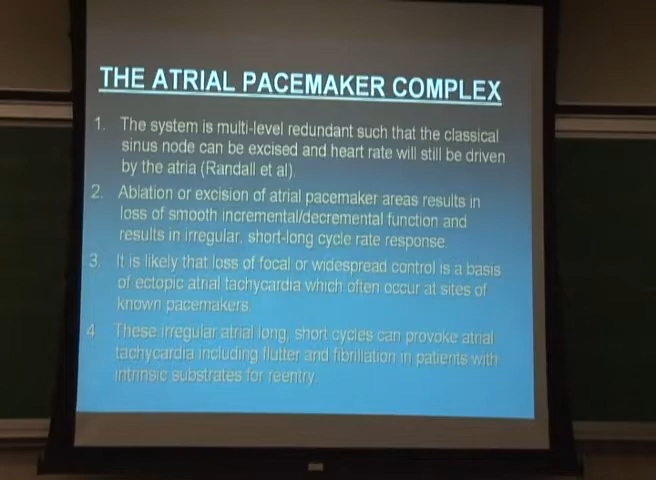 THE ATRIAL PACEMAKER COMPLEX
1. The system is multi-level redundant such that the classical
sinus node can be excised and heart rate will still be driven
by the atria (Randall et al).
2. Ablation or excision of atrial pacemaker areas results in
loss of smooth incremental/decremental function and
results in irregular, short-long cycle rate response.
3. It is likely that loss of focal or widespread control is a basis
of ectopic atrial tachycardia which often occur at sites of
known pacemakers.
4. These irregular atrial long, short cycles can provoke atrial
tachycardia including flutter and fibrillation in patients with
intrinsic substrates for reentry.